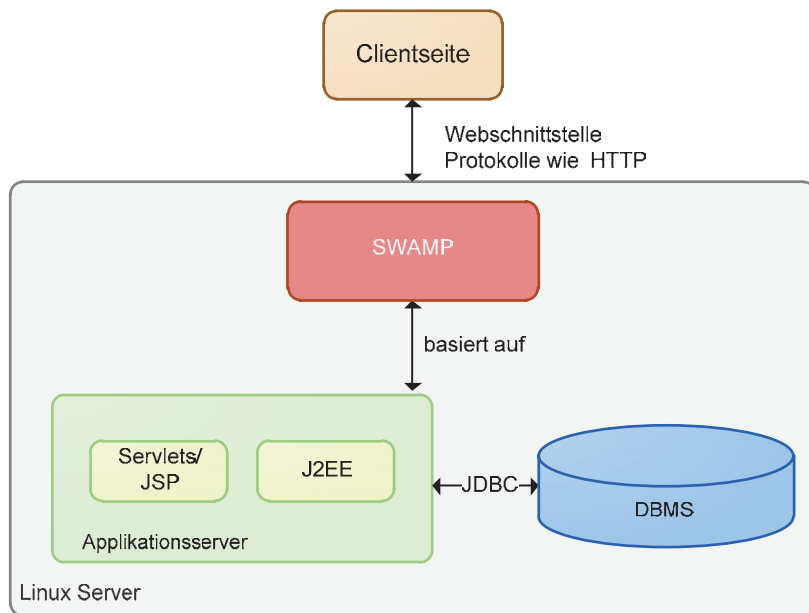 Clientseite
Webschnittstelle
Protokolle wie HTTP
SWAMP
basiert auf
Servlets/
JSP
J2EE
JDBC
DBMS
Applikationsserver
Linux Server